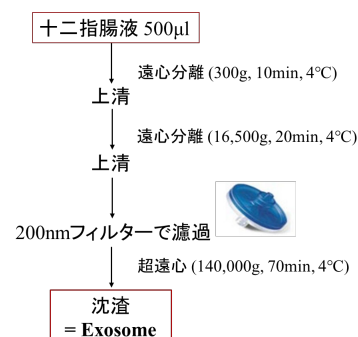 十二指腸液 500μl
遠心分離 (300g, 10min, 4℃)
上清
遠心分離 (16,500g, 20min, 4℃)
上清
200nmフィルターで濾過
超遠心 (140,000g, 70min, 4℃)
沈渣
= Exosome